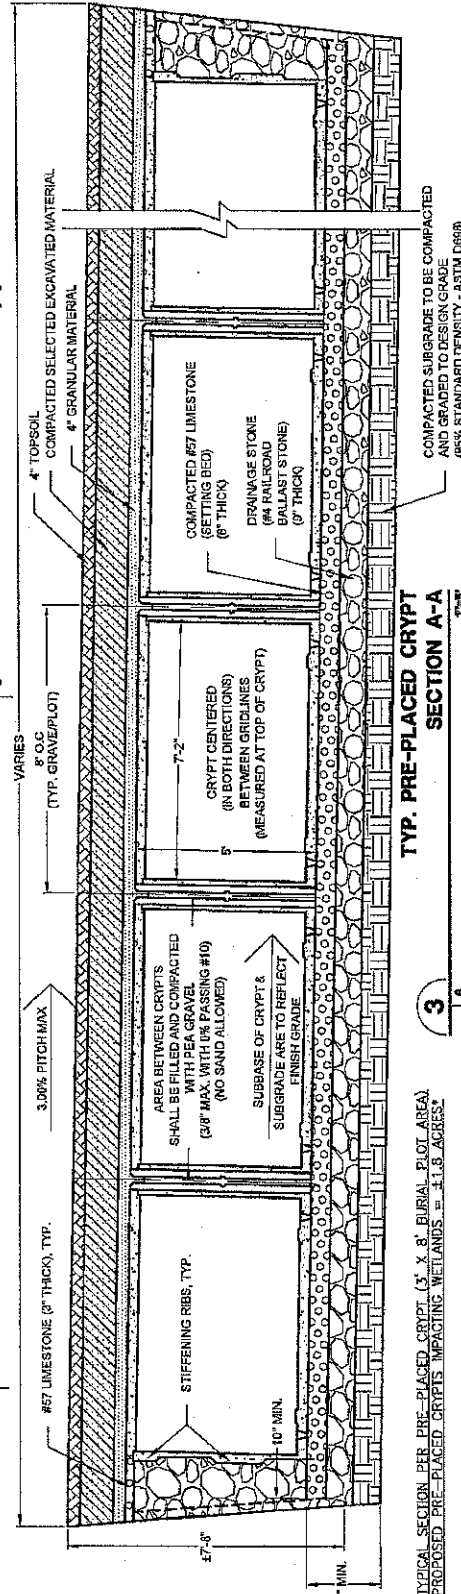 VARIES
8' O.C
(TYP. GRAVE/PLOT)
3.00% PITCH MAX
4" TOPSOIL
COMPACTED SELECTED EXCAVATED MATERIAL
4" GRANULAR MATERIAL
#57 LIMESTONE (3" THICK), TYP.
STIFFENING RIBS, TYP.
10" MIN.
±7'-8"
" MIN.
AREA BETWEEN CRYPTS
SHALL BE FILLED AND COMPACTED
WITH PEA GRAVEL
(3/8" MAX. WITH 0% PASSING #10)
(NO SAND ALLOWED)
SUBBASE OF CRYPT &
SUBGRADE ARE TO REFLECT
FINISH GRADE
7'-2"
CRYPT CENTERED
(IN BOTH DIRECTIONS)
BETWEEN GRIDLINES
(MEASURED AT TOP OF CRYPT)
COMPACTED #57 LIMESTONE
(SETTING BED)
(6" THICK)
DRAINAGE STONE
(#4 RAILROAD
BALLAST STONE)
(9" THICK)
COMPACTED SUBGRADE TO BE COMPACTED
AND GRADED TO DESIGN GRADE
(95% STANDARD DENSITY - ASTM D698)
3
TYP. PRE-PLACED CRYPT
SECTION A-A
TYPICAL SECTION PER PRE-PLACED CRYPT (3' X 8' BURIAL PLOT AREA)
PROPOSED PRE-PLACED CRYPTS IMPACTING WETLANDS = ±1.8 ACRES*